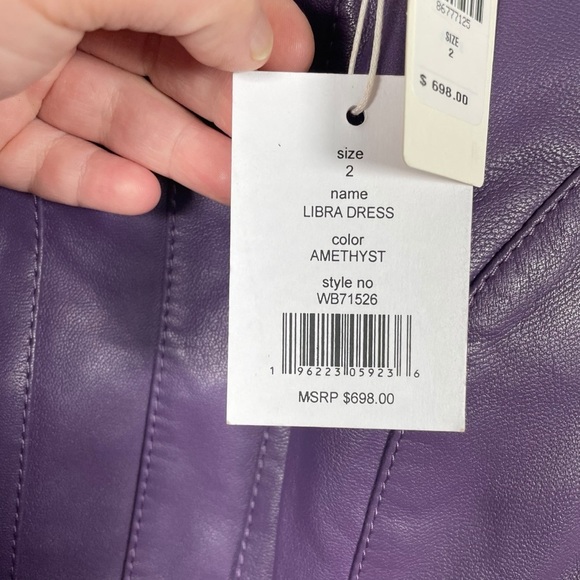 86777125
SIZE
2
$ 698.00
size
2
name
LIBRA DRESS
color
AMETHYST
style no
WB71526
1 96223 05923 6
MSRP $698.00